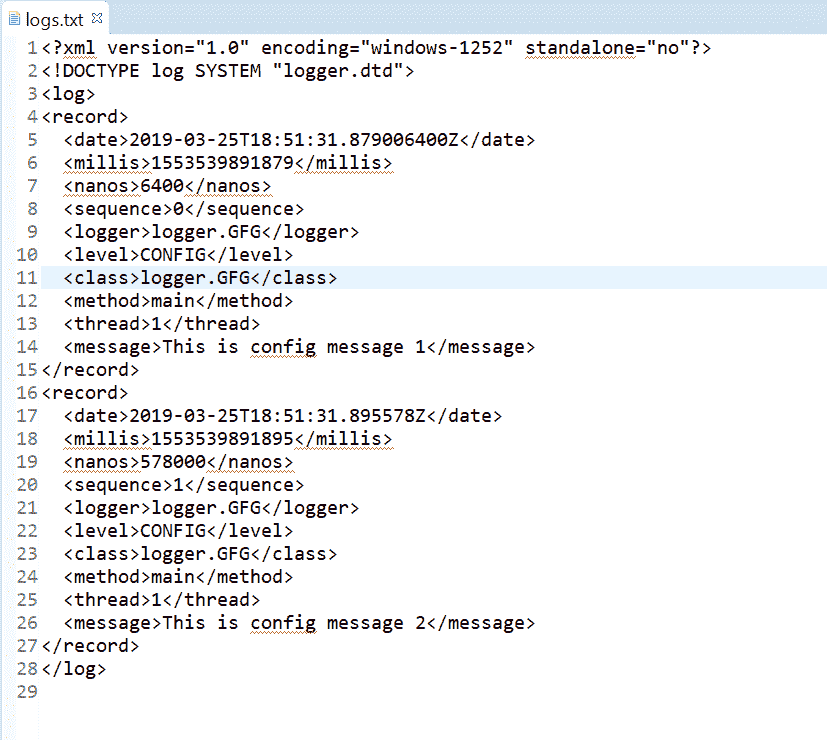 logs.txt
1<?xml version="1.0" encoding="windows-1252" standalone="no"?>
2<!DOCTYPE log SYSTEM "logger.dtd">
3<log>
4<record>
5  <date>2019-03-25T18:51:31.879006400Z</date>
6  <millis>1553539891879</millis>
7  <nanos>6400</nanos>
8  <sequence>0</sequence>
9  <logger>logger.GFG</logger>
10  <level>CONFIG</level>
11  <class>logger.GFG</class>
12  <method>main</method>
13  <thread>1</thread>
14  <message>This is config message 1</message>
15</record>
16<record>
17  <date>2019-03-25T18:51:31.895578Z</date>
18  <millis>1553539891895</millis>
19  <nanos>578000</nanos>
20  <sequence>1</sequence>
21  <logger>logger.GFG</logger>
22  <level>CONFIG</level>
23  <class>logger.GFG</class>
24  <method>main</method>
25  <thread>1</thread>
26  <message>This is config message 2</message>
27</record>
28</log>
29